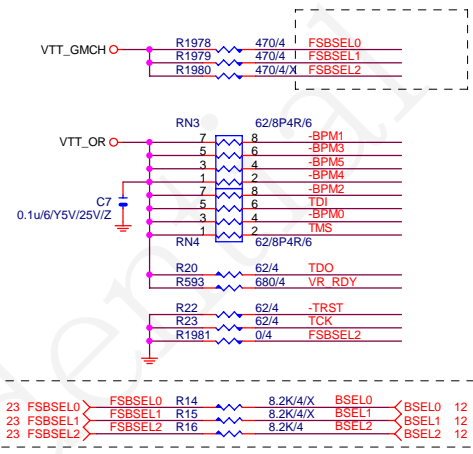 VTT_GMCH R1978 470/4 FSBSEL0
R1979 470/4 FSBSEL1
R1980 470/4/X FSBSEL2
RN3 62/8P4R/6
VTT_OR 7 8 -BPM1
5 6 -BPM3
3 4 -BPM5
1 2 -BPM4
7 8 -BPM2
C7 5 6 TDI
0.1u/6/Y5V/25V/Z 3 4 -BPM0
1 2 TMS
RN4 62/8P4R/6
R20 62/4 TDO
R593 680/4 VR_RDY
R22 62/4 -TRST
R23 62/4 TCK
R1981 0/4 FSBSEL2
23 FSBSEL0 FSBSEL0 R14 8.2K/4/X BSEL0 BSEL0 12
23 FSBSEL1 FSBSEL1 R15 8.2K/4/X BSEL1 BSEL1 12
23 FSBSEL2 FSBSEL2 R16 8.2K/4 BSEL2 BSEL2 12